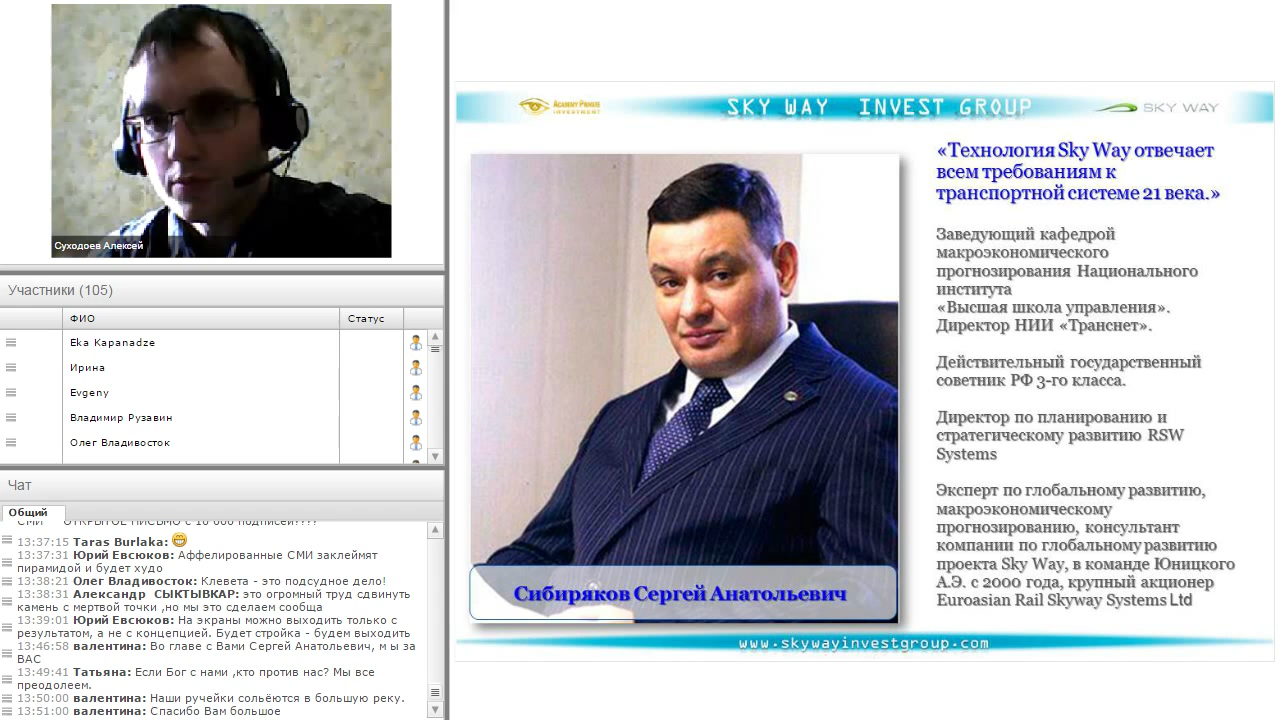 Суходоев Алексей
Участники (105)
ФИО Статус
Eka Kapanadze
Ирина
Evgeny
Владимир Рузавин
Олег Владивосток
Чат
Общий
СМИ ОТКРЫТОЕ ПИСЬМО с 10 000 подписей????
13:37:15 Taras Burlaka:
13:37:31 Юрий Евсюков: Аффелированные СМИ заклеймят
пирамидой и будет худо
13:38:21 Олег Владивосток: Клевета - это подсудное дело!
13:38:31 Александр СЫКТЫВКАР: это огромный труд сдвинуть
камень с мертвой точки ,но мы это сделаем сообща
13:39:01 Юрий Евсюков: На экраны можно выходить только с
результатом, а не с концепцией. Будет стройка - будем выходить
13:46:58 валентина: Во главе с Вами Сергей Анатольевич, м ы за
ВАС
13:49:41 Татьяна: Если Бог с нами ,кто против нас? Мы все
преодолеем.
13:50:00 валентина: Наши ручейки сольёются в большую реку.
13:51:00 валентина: Спасибо Вам большое
ACADEMY PRIVATE
INVESTMENT
SKY WAY INVEST GROUP
SKY WAY
«Технология Sky Way отвечает
всем требованиям к
транспортной системе 21 века.»
Заведующий кафедрой
макроэкономического
прогнозирования Национального
института
«Высшая школа управления».
Директор НИИ «Транснет».
Действительный государственный
советник РФ 3-го класса.
Директор по планированию и
стратегическому развитию RSW
Systems
Эксперт по глобальному развитию,
макроэкономическому
прогнозированию, консультант
компании по глобальному развитию
проекта Sky Way, в команде Юницкого
А.Э. с 2000 года, крупный акционер
Euroasian Rail Skyway Systems Ltd
Сибиряков Сергей Анатольевич
www.skywayinvestgroup.com